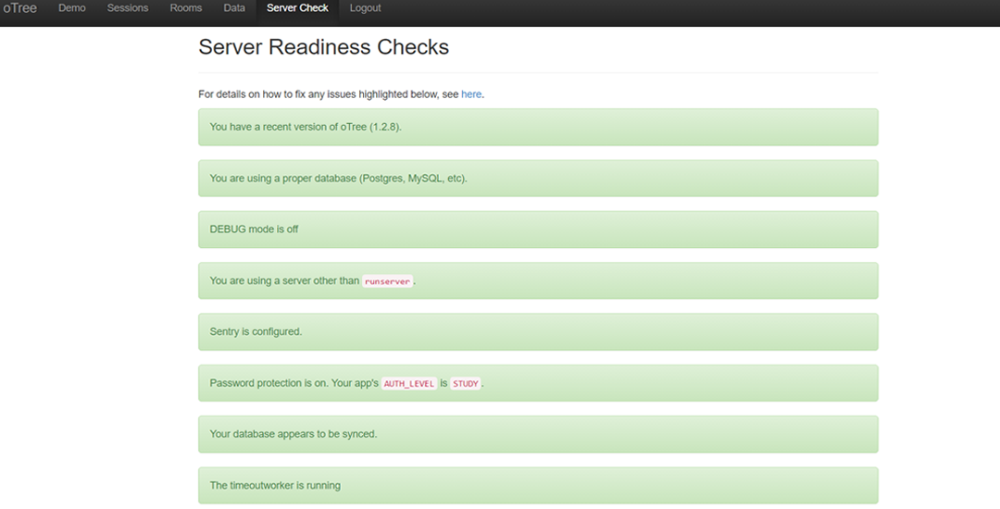 oTree Demo Sessions Rooms Data Server Check Logout
Server Readiness Checks
For details on how to fix any issues highlighted below, see here.
You have a recent version of oTree (1.2.8).
You are using a proper database (Postgres, MySQL, etc).
DEBUG mode is off
You are using a server other than runserver.
Sentry is configured.
Password protection is on. Your app's AUTH_LEVEL is STUDY.
Your database appears to be synced.
The timeoutworker is running